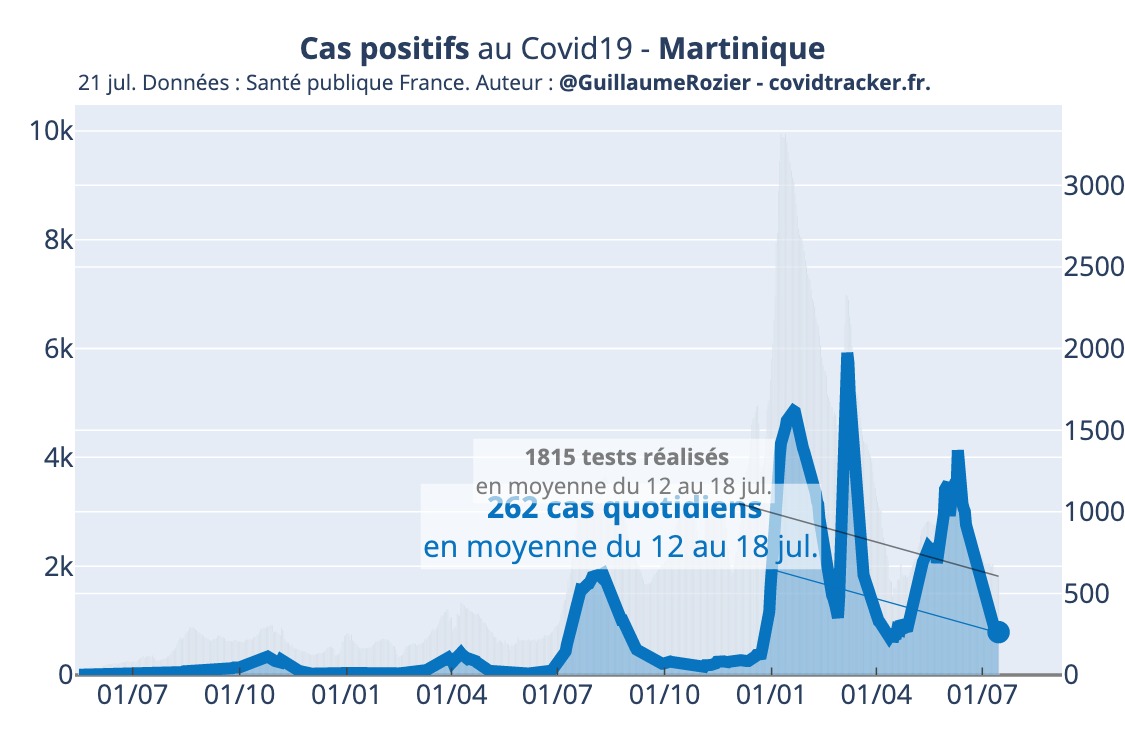 Cas positifs au Covid19 - Martinique
21 jul. Données : Santé publique France. Auteur : @GuillaumeRozier - covidtracker.fr.
10k
8k
6k
4k
2k
0
3000
2500
2000
1500
1000
500
0
1815 tests réalisés
en moyenne du 12 au 18 jul.
262 cas quotidiens
en moyenne du 12 au 18 jul.
01/07 01/10 01/01 01/04 01/07 01/10 01/01 01/04 01/07